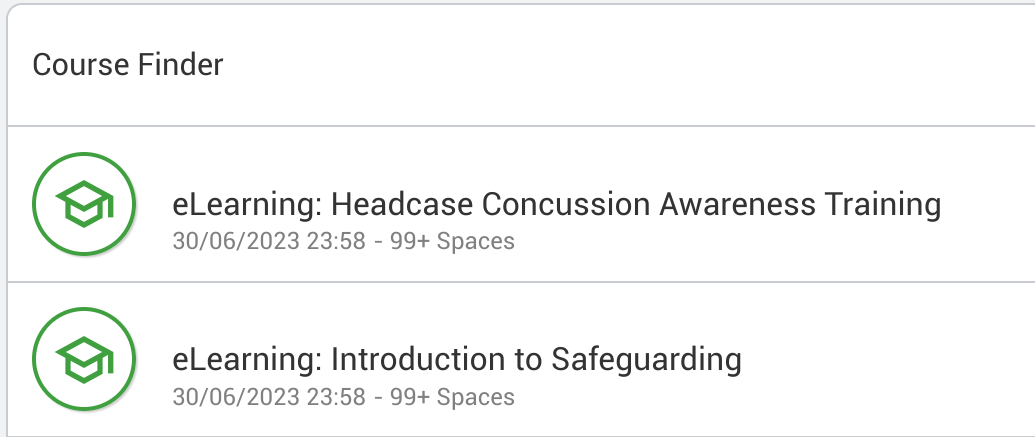 Course Finder
eLearning: Headcase Concussion Awareness Training
30/06/2023 23:58 - 99+ Spaces
eLearning: Introduction to Safeguarding
30/06/2023 23:58 - 99+ Spaces